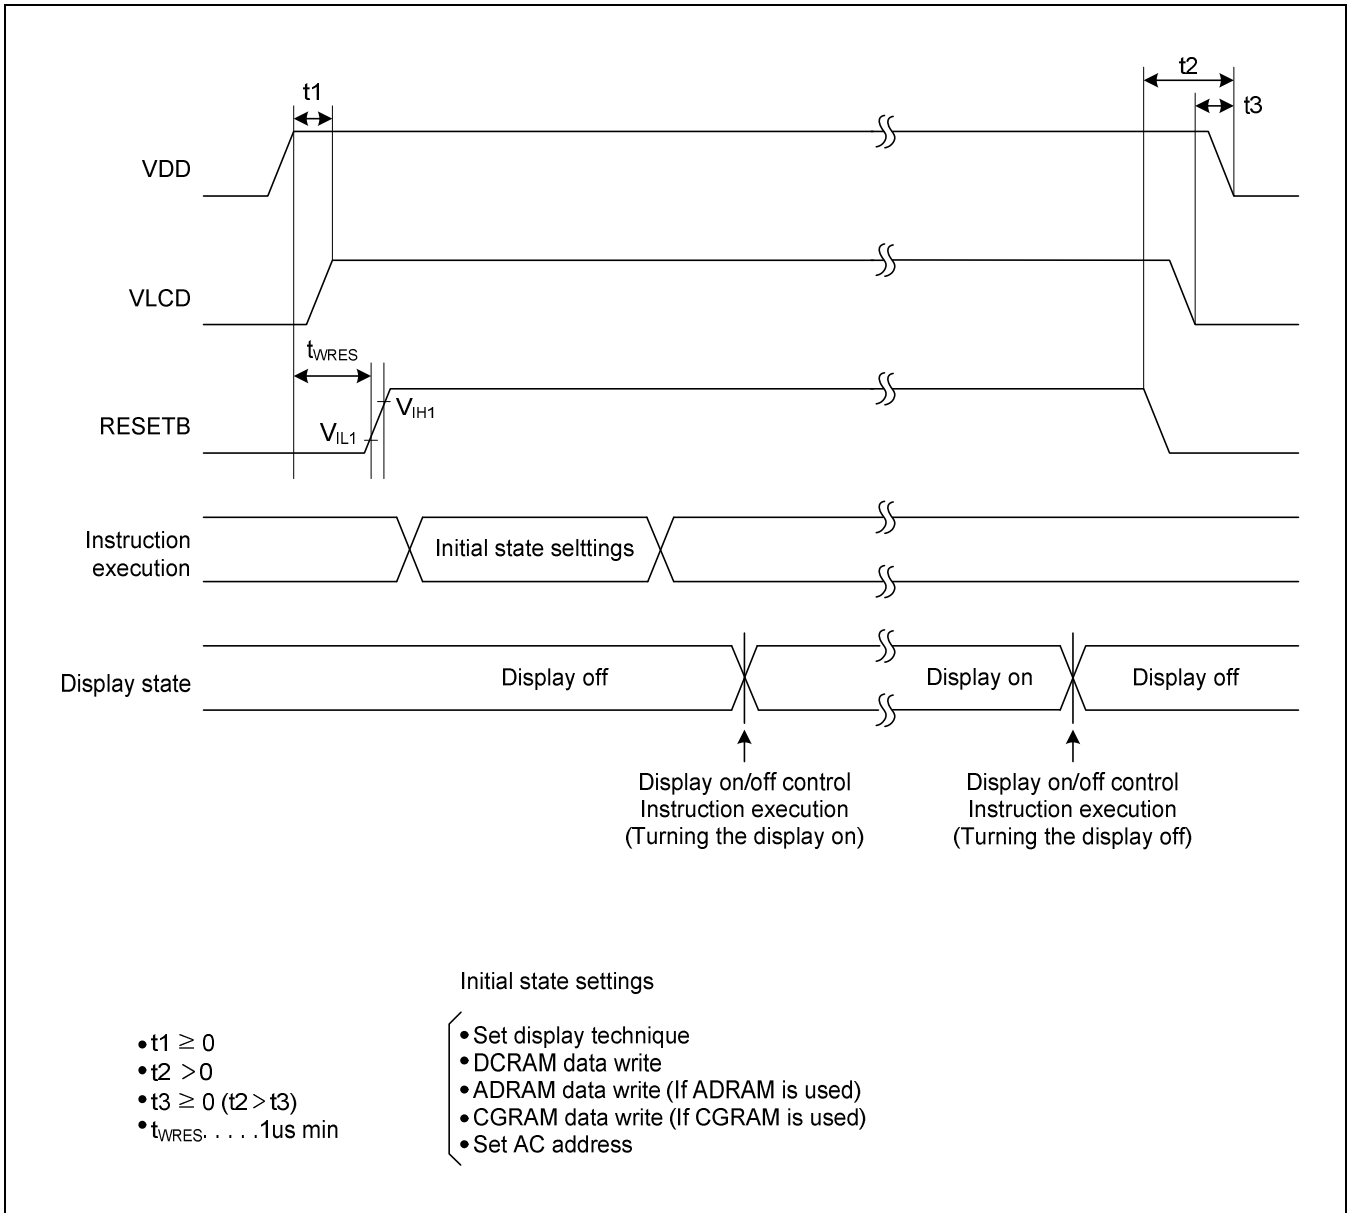 t2
t1
t3
VDD
VLCD
tWRES
VIH1
RESETB
VIL1
Instruction
execution
Initial state selttings
Display state
Display off
Display on
Display off
Display on/off control
Instruction execution
(Turning the display on)
Display on/off control
Instruction execution
(Turning the display off)
Initial state settings
•t1 ≥ 0
•t2 >0
•t3 ≥ 0 (t2>t3)
•tWRES. . . . .1us min
•Set display technique
•DCRAM data write
•ADRAM data write (If ADRAM is used)
•CGRAM data write (If CGRAM is used)
•Set AC address